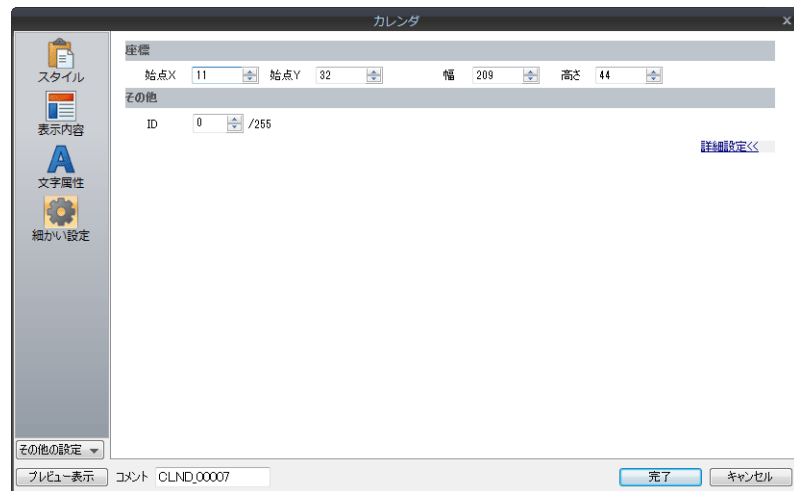 カレンダ
x
スタイル
表示内容
文字属性
細かい設定
その他の設定
座標
始点X 11 始点Y 32 幅 209 高さ 44
その他
ID 0 /255
詳細設定<<
プレビュー表示 コメント CLND_00007 完了 キャンセル